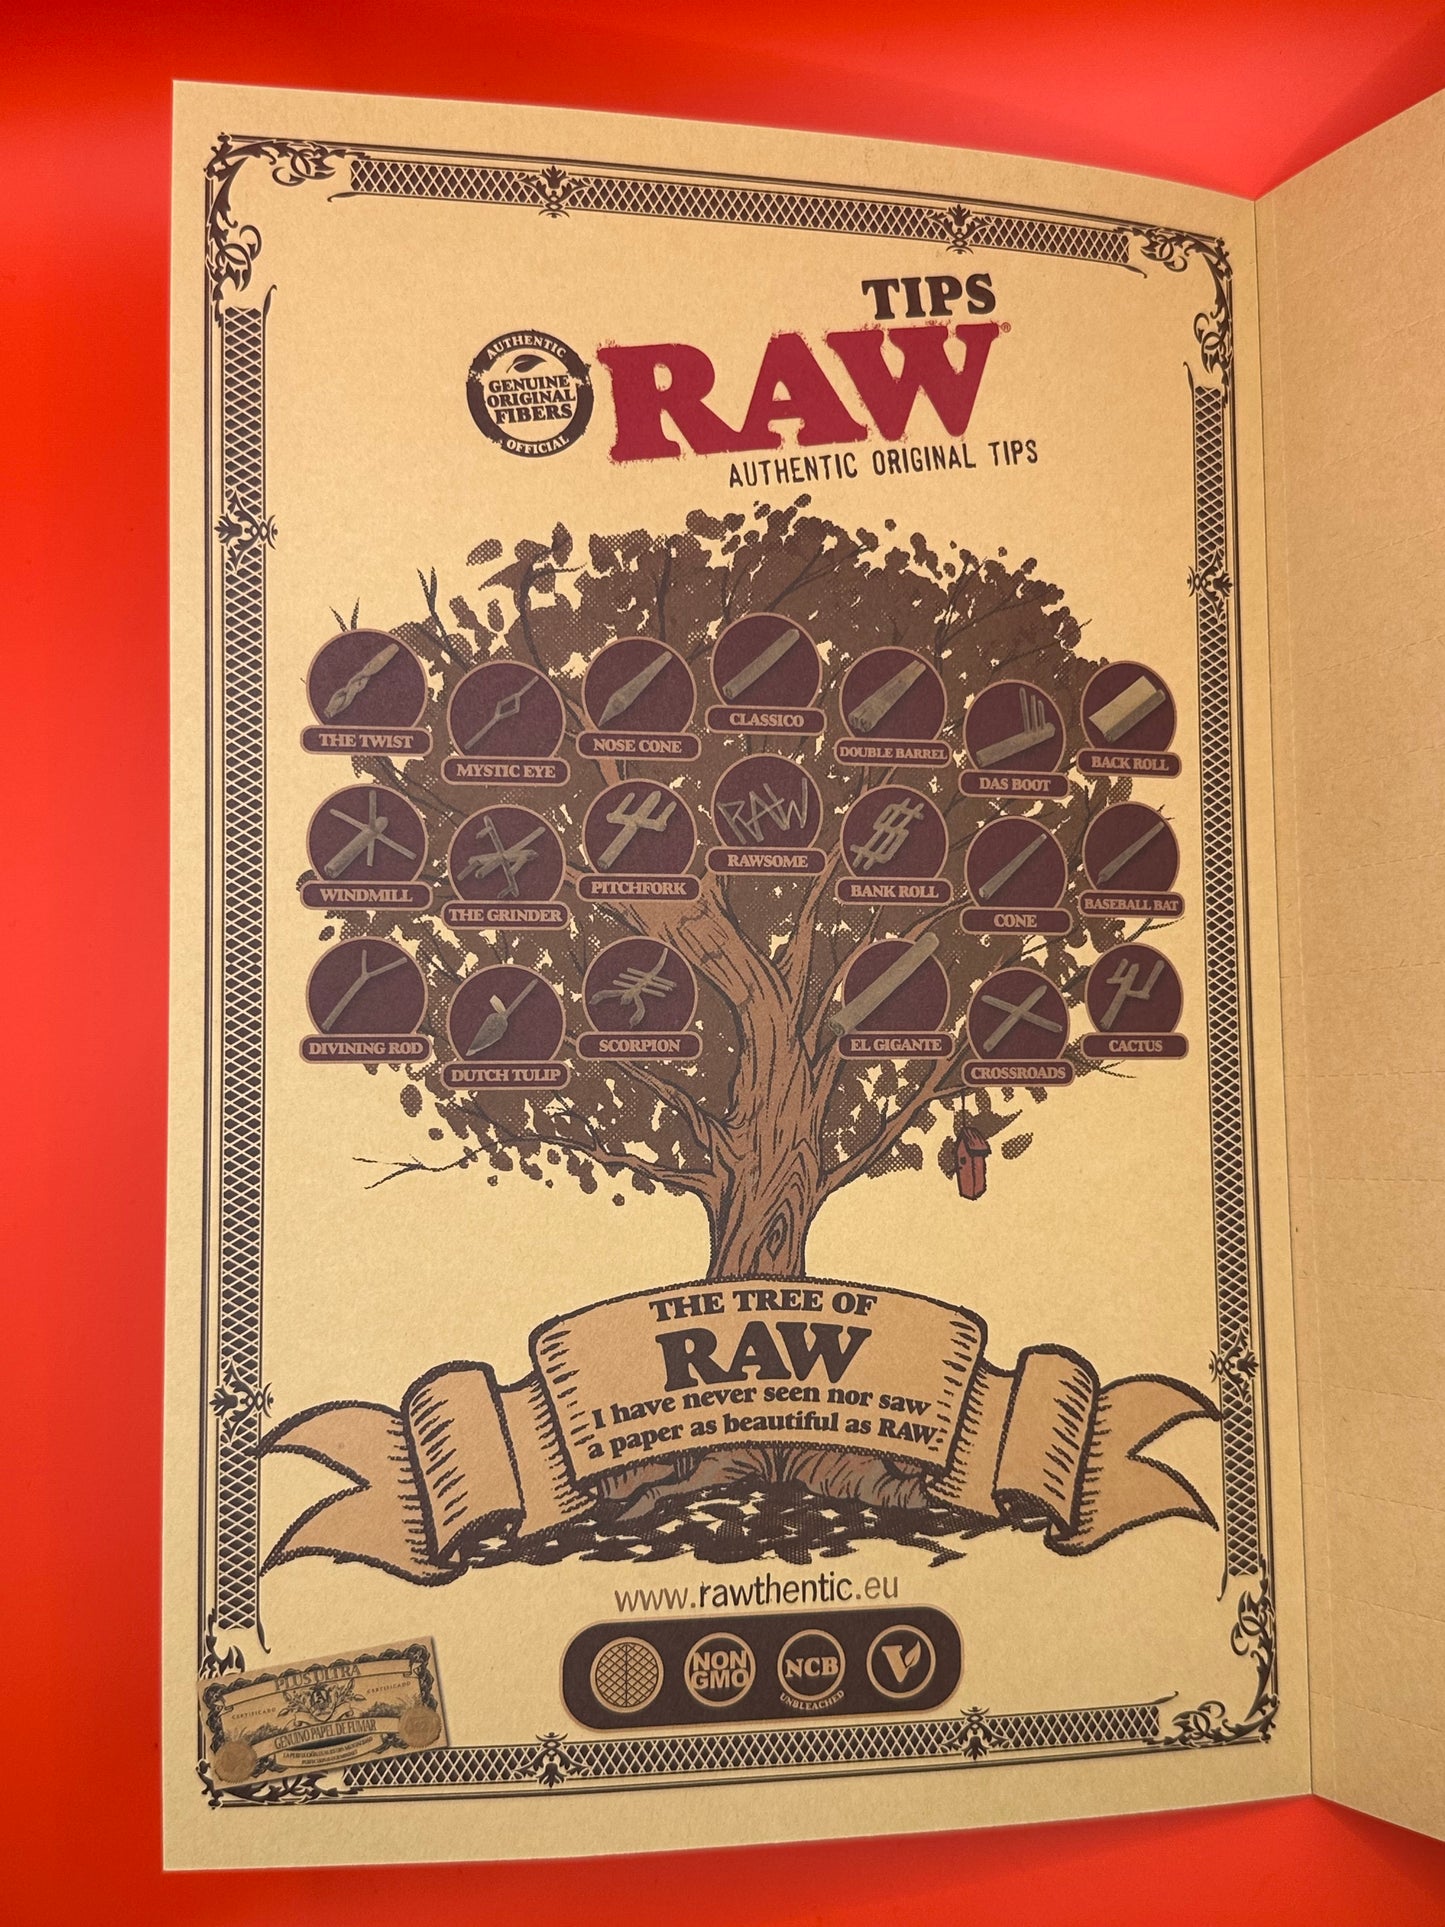 TIPS
RAW®
AUTHENTIC
GENUINE
ORIGINAL
FIBERS
OFFICIAL
AUTHENTIC ORIGINAL TIPS
THE TWIST
MYSTIC EYE
NOSE CONE
CLASSICO
DOUBLE BARREL
DAS BOOT
BACK ROLL
WINDMILL
THE GRINDER
PITCHFORK
RAW
RAWSOME
BANK ROLL
CONE
BASEBALL BAT
DIVINING ROD
DUTCH TULIP
SCORPION
EL GIGANTE
CROSSROADS
CACTUS
THE TREE OF
RAW
I have never seen nor saw
a paper as beautiful as RAW
www.rawthentic.eu
NON
GMO
NCB
UNBLEACHED
V
PLUS ULTRA
CERTIFICADO
CERTIFICADO
GENUINO PAPEL DE FUMAR